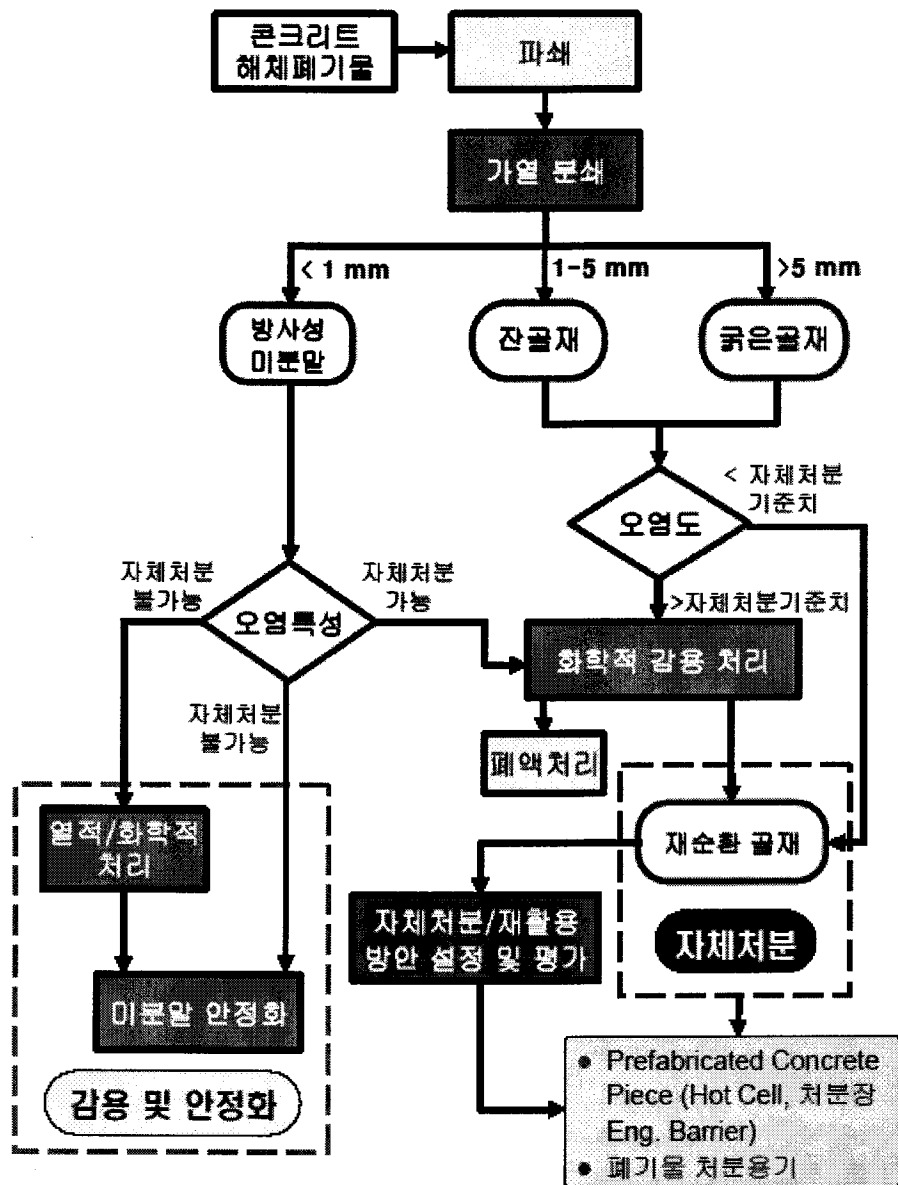 콘크리트
해체폐기물
파쇄
가열 분쇄
< 1 mm
1-5 mm
>5 mm
방사성
미분말
잔골재
굵은골재
< 자체처분
기준치
오염도
자체처분
불가능
자체처분
가능
오염특성
>자체처분기준치
화학적 감용 처리
자체처분
불가능
폐액처리
열적/화학적
처리
재순환 골재
자체처분/재활용
방안 설정 및 평가
자체처분
미분말 안정화
감용 및 안정화
● Prefabricated Concrete
Piece (Hot Cell, 처분장
Eng. Barrier)
● 폐기물 처분용기